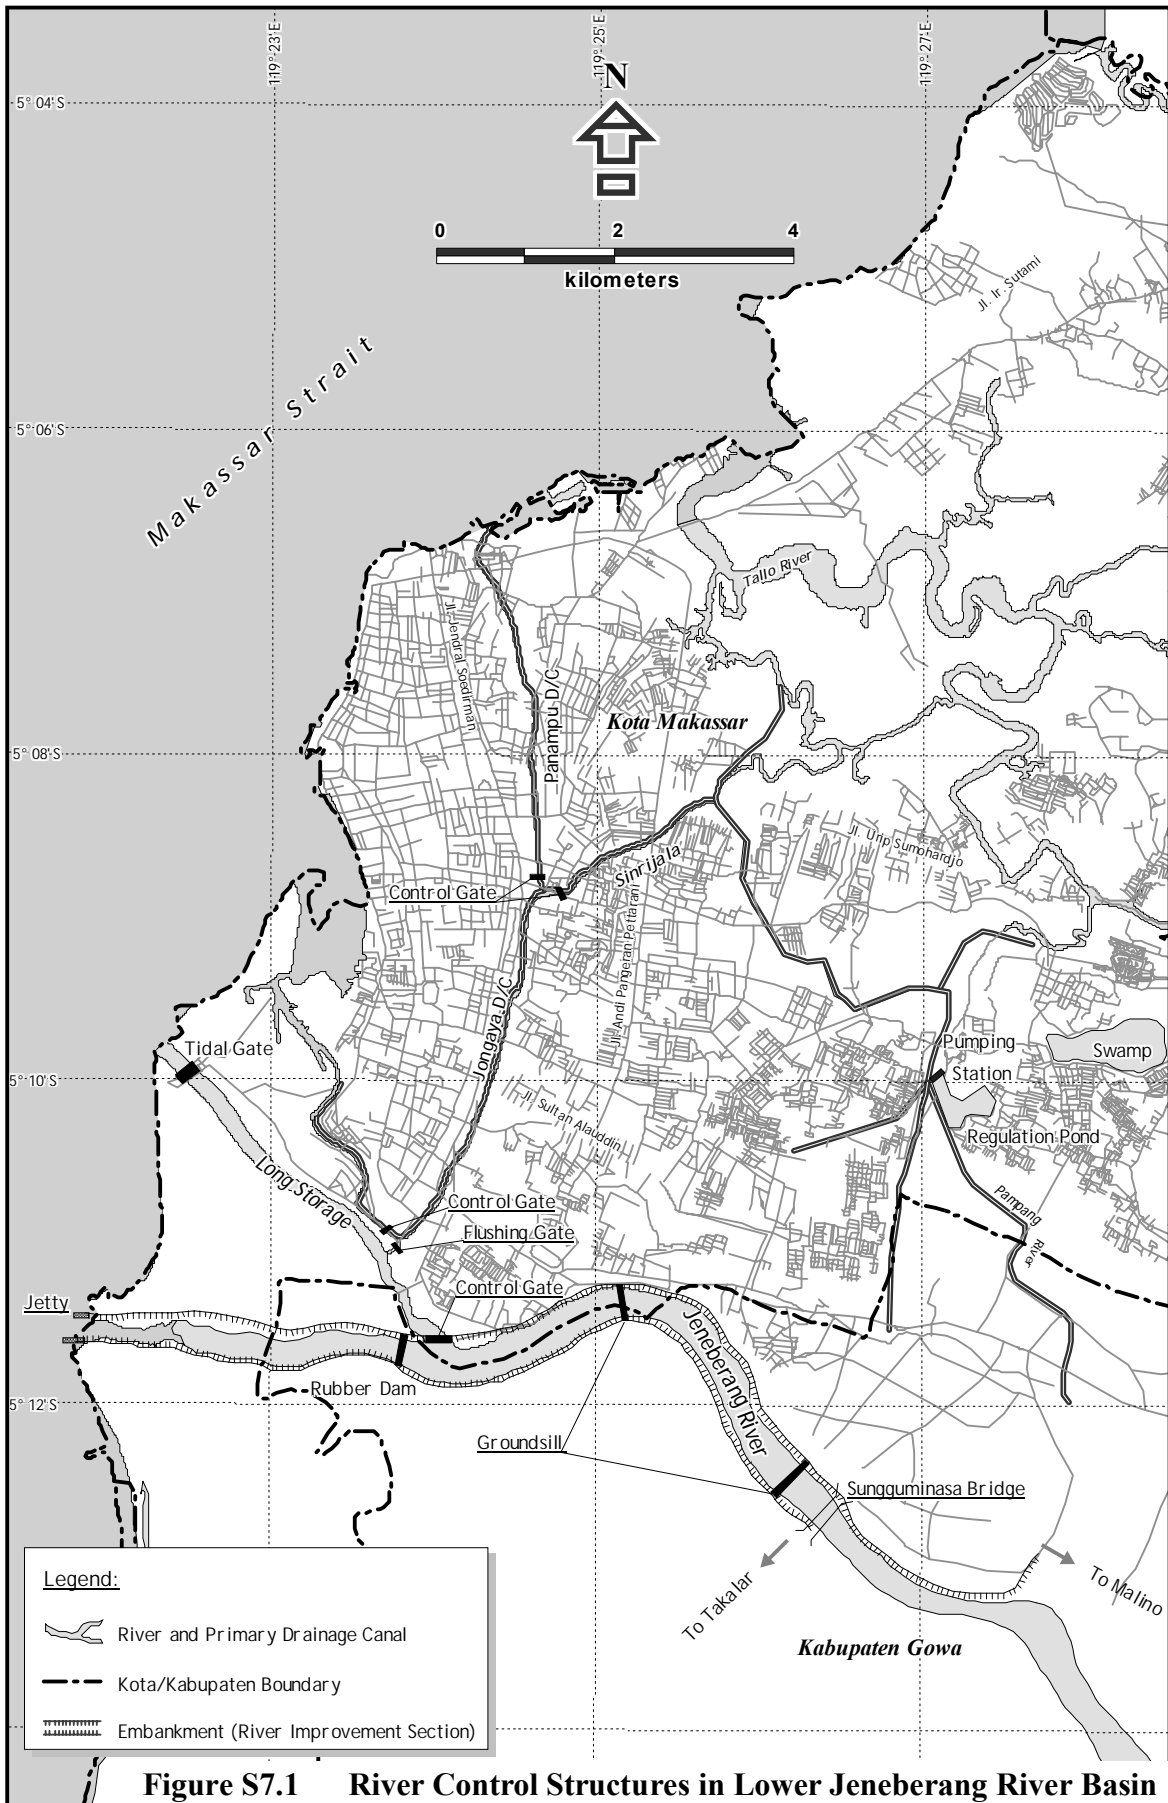 119°-23'E
119°-25'E
119°-27'E
N
5° 04'S
0 2 4
kilometers
Jl. Ir. Sutami
Makassar Strait
5° 06'S
Tallo River
Jl. Jendral Soedirman
Panampu D/C
Kota Makassar
5° 08'S
Jl. Urip Sumohardjo
Sinrijala
Control Gate
Jl. Andi Pangeran Pettarani
Jongaya D/C
Tidal Gate
Pumping
Station
Swamp
5° 10'S
Jl. Sultan Alauddin
Regulation Pond
Long Storage
Pampang
River
Control Gate
Flushing Gate
Control Gate
Jetty
Jeneberang River
Rubber Dam
5° 12'S
Groundsill
Sungguminasa Bridge
To Takalar
To Malino
Kabupaten Gowa
Legend:
River and Primary Drainage Canal
Kota/Kabupaten Boundary
Embankment (River Improvement Section)
Figure S7.1 River Control Structures in Lower Jeneberang River Basin